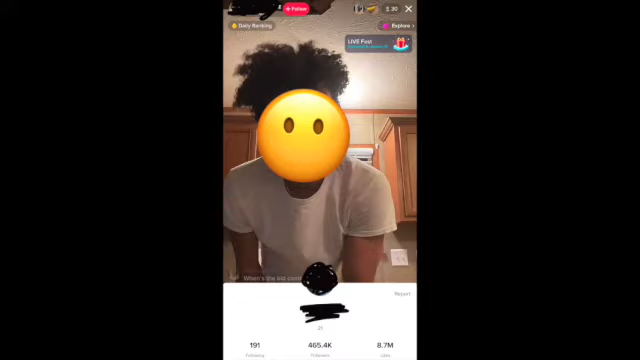 + Follow
30
Daily Ranking
Explore >
LIVE Fest
When's the kid comi
Report
21
191 465.4K 8.7M
Following Followers Likes